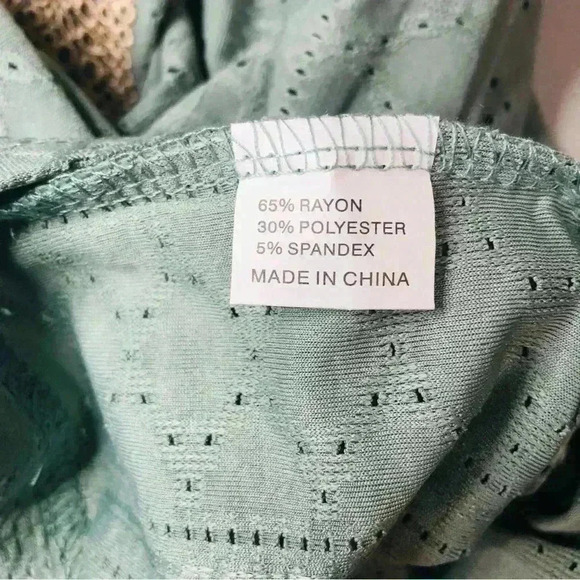 65% RAYON
30% POLYESTER
5% SPANDEX
MADE IN CHINA